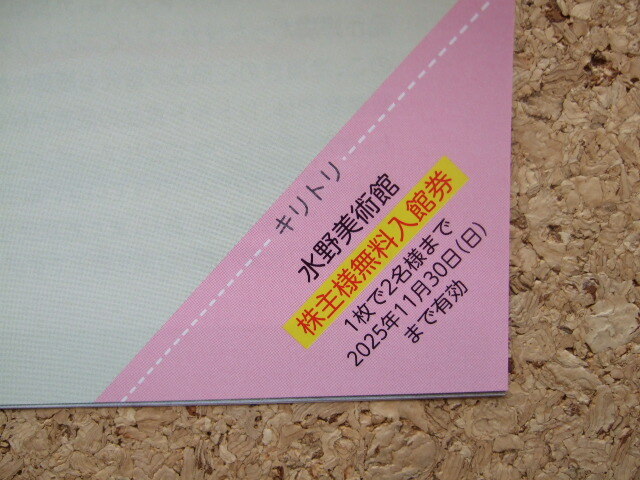 キリトリ
水野美術館
株主様無料入館券
1枚で2名様まで
2025年11月30日(日)
まで有効